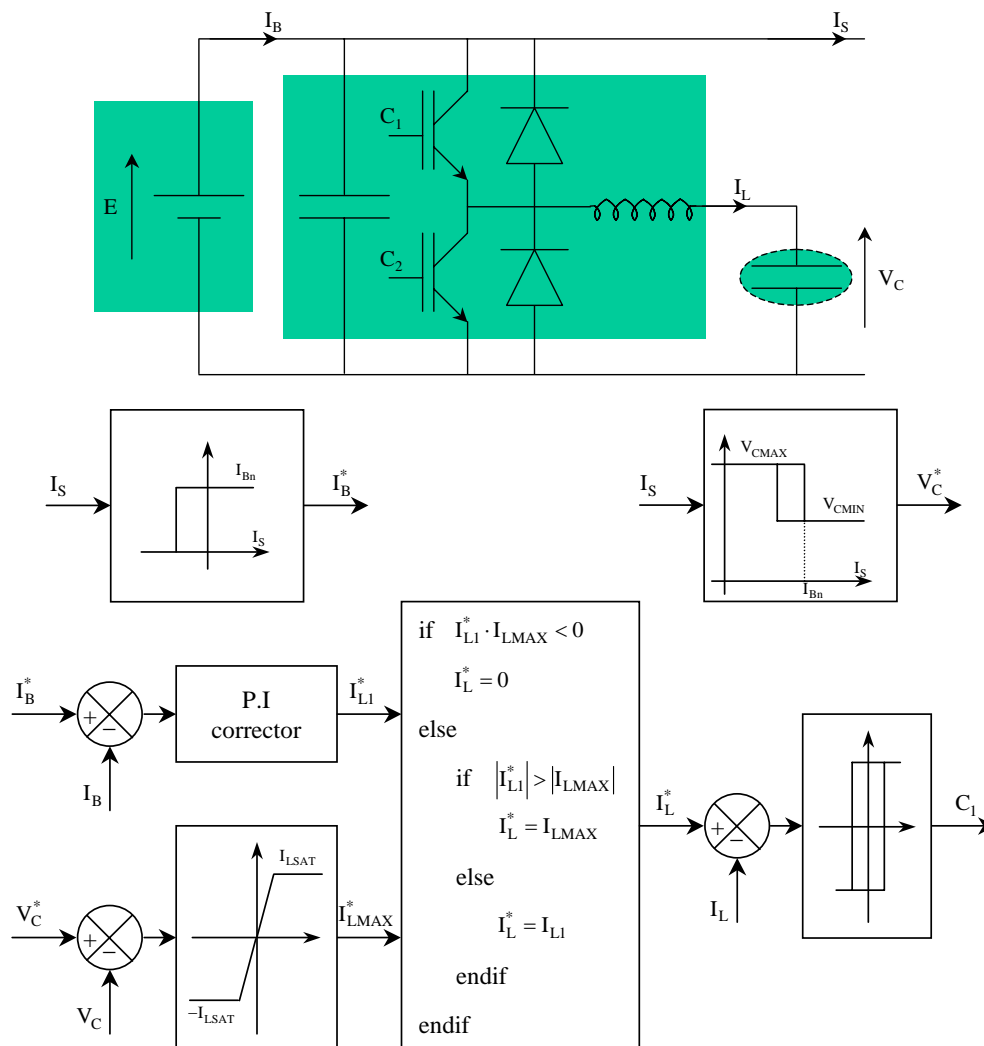 I_B
I_S
C_1
E
I_L
C_2
V_C
I_S
I_Bn
I_S
I_B^*
I_S
V_CMAX
V_CMIN
I_S
I_Bn
V_C^*
I_B^*
+
−
I_B
P.I
corrector
I_L1^*
V_C^*
+
−
V_C
I_LSAT
−I_LSAT
I_LMAX^*
if I_L1^* · I_LMAX < 0
I_L^* = 0
else
if |I_L1^*| > |I_LMAX|
I_L^* = I_LMAX
else
I_L^* = I_L1
endif
endif
I_L^*
+
−
I_L
C_1